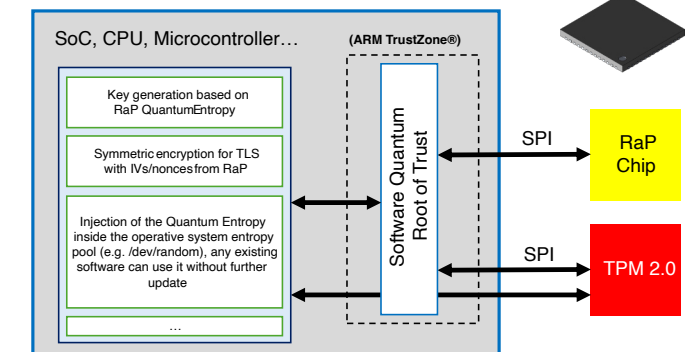 SoC, CPU, Microcontroller…
(ARM TrustZone®)
Key generation based on
RaP QuantumEntropy
Symmetric encryption for TLS
with IVs/nonces from RaP
Injection of the Quantum Entropy
inside the operative system entropy
pool (e.g. /dev/random), any existing
software can use it without further
update
…
Software Quantum
Root of Trust
SPI
RaP
Chip
SPI
TPM 2.0